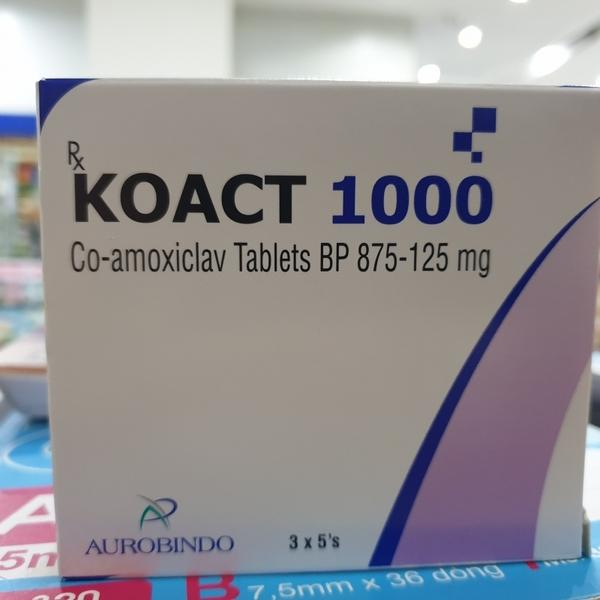 Rx
KOACT 1000
Co-amoxiclav Tablets BP 875-125 mg
AUROBINDO
3 x 5's
B 7,5mm x 36 dong